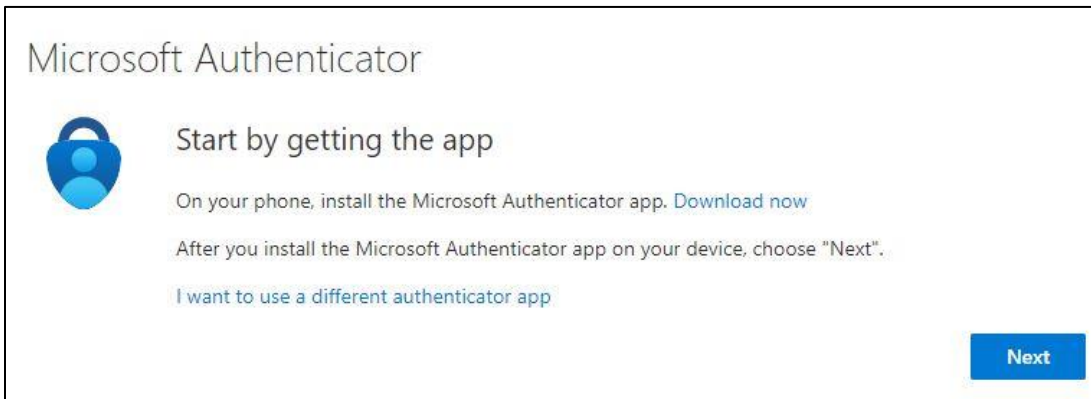 Microsoft Authenticator
Start by getting the app
On your phone, install the Microsoft Authenticator app. Download now
After you install the Microsoft Authenticator app on your device, choose "Next".
I want to use a different authenticator app
Next